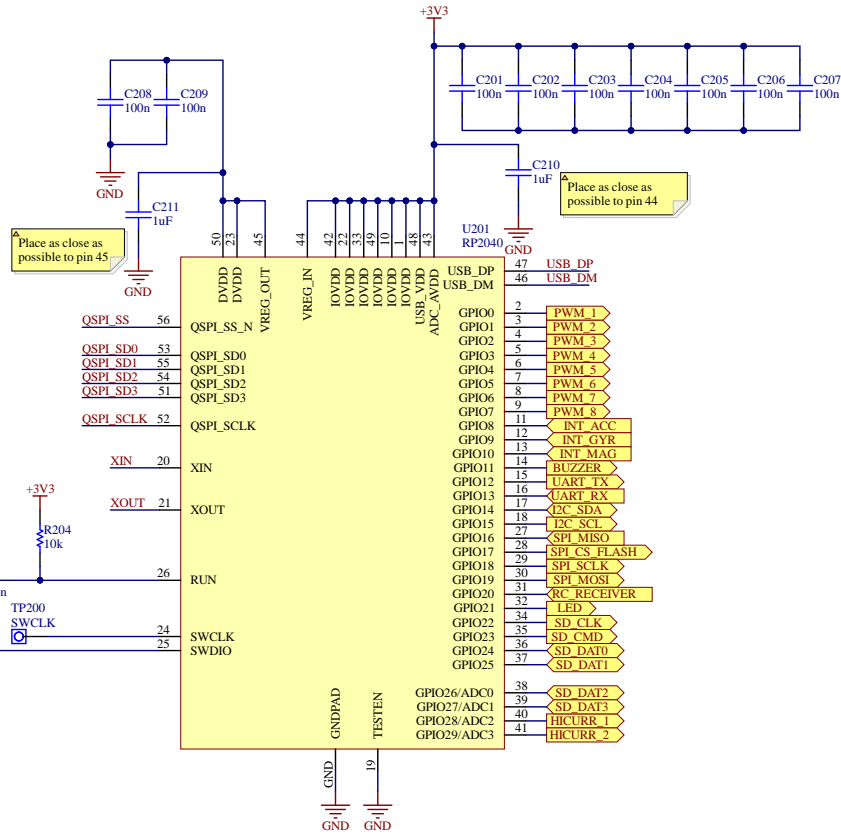 +3V3
C208
100n
C209
100n
C201
100n
C202
100n
C203
100n
C204
100n
C205
100n
C206
100n
C207
100n
GND
C211
1uF
C210
1uF
Place as close as
possible to pin 44
Place as close as
possible to pin 45
GND
GND
U201
RP2040
50
23
45
44
42
22
33
49
10
1
48
43
DVDD
DVDD
VREG_OUT
VREG_IN
IOVDD
IOVDD
IOVDD
IOVDD
IOVDD
IOVDD
USB_VDD
ADC_AVDD
QSPI_SS 56 QSPI_SS_N
QSPI_SD0 53 QSPI_SD0
QSPI_SD1 55 QSPI_SD1
QSPI_SD2 54 QSPI_SD2
QSPI_SD3 51 QSPI_SD3
QSPI_SCLK 52 QSPI_SCLK
XIN 20 XIN
XOUT 21 XOUT
+3V3
R204
10k
26 RUN
n
TP200
SWCLK
24 SWCLK
25 SWDIO
USB_DP 47 USB_DP
USB_DM 46 USB_DM
GPIO0 2 PWM_1
GPIO1 3 PWM_2
GPIO2 4 PWM_3
GPIO3 5 PWM_4
GPIO4 6 PWM_5
GPIO5 7 PWM_6
GPIO6 8 PWM_7
GPIO7 9 PWM_8
GPIO8 11 INT_ACC
GPIO9 12 INT_GYR
GPIO10 13 INT_MAG
GPIO11 14 BUZZER
GPIO12 15 UART_TX
GPIO13 16 UART_RX
GPIO14 17 I2C_SDA
GPIO15 18 I2C_SCL
GPIO16 27 SPI_MISO
GPIO17 28 SPI_CS_FLASH
GPIO18 29 SPI_SCLK
GPIO19 30 SPI_MOSI
GPIO20 31 RC_RECEIVER
GPIO21 32 LED
GPIO22 34 SD_CLK
GPIO23 35 SD_CMD
GPIO24 36 SD_DAT0
GPIO25 37 SD_DAT1
GPIO26/ADC0 38 SD_DAT2
GPIO27/ADC1 39 SD_DAT3
GPIO28/ADC2 40 HICURR_1
GPIO29/ADC3 41 HICURR_2
GNDPAD
TESTEN
GND
19
GND
GND